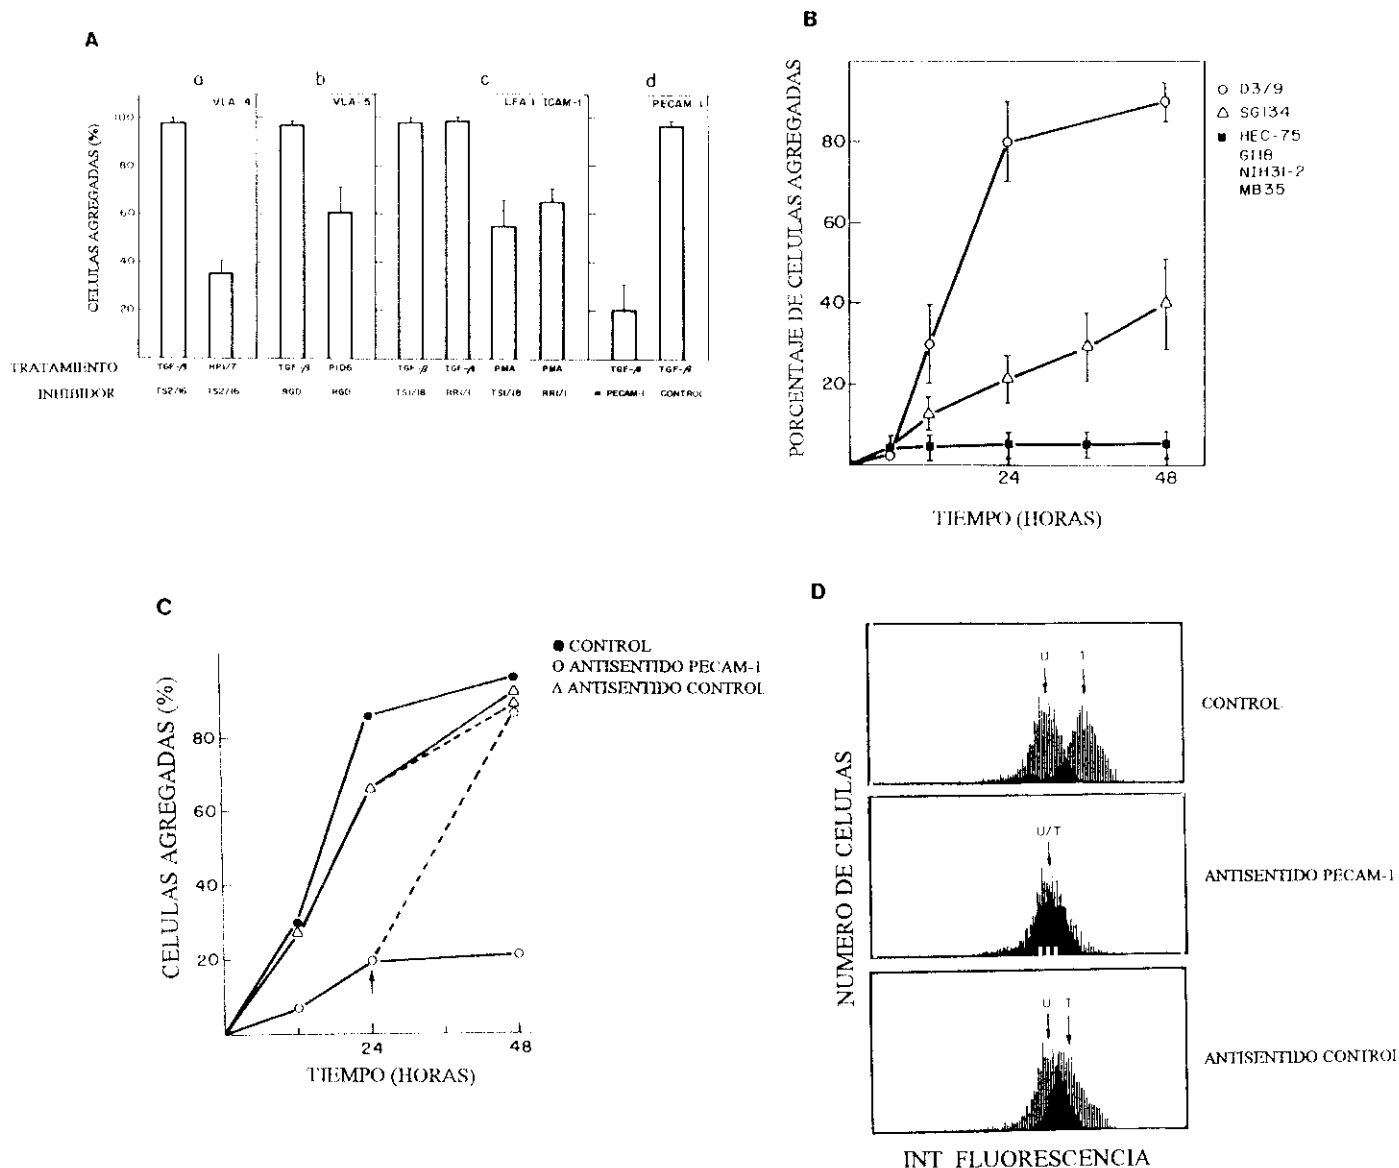 A
a
b
c
d
VLA-4
VLA-5
LFA-1 ICAM-1
PECAM-1
CELULAS AGREGADAS (%)
100
80
60
40
20
TRATAMIENTO
TGF-β
HP1/7
TGF-β
P1D6
TGF-β
TGF-β
PMA
PMA
TGF-β
TGF-β
INHIBIDOR
TS2/16
TS2/16
RGD
RGD
TS1/18
RR1/1
TS1/18
RR1/1
PECAM-1
CONTROL
B
PORCENTAJE DE CELULAS AGREGADAS
80
60
40
20
24
48
TIEMPO (HORAS)
D3/9
SG134
HEC-75
G118
NIH31-2
MB35
C
CONTROL
ANTISENTIDO PECAM-1
ANTISENTIDO CONTROL
CELULAS AGREGADAS (%)
80
60
40
20
24
48
TIEMPO (HORAS)
D
U
T
CONTROL
U/T
ANTISENTIDO PECAM-1
U
T
ANTISENTIDO CONTROL
NUMERO DE CELULAS
INT FLUORESCENCIA